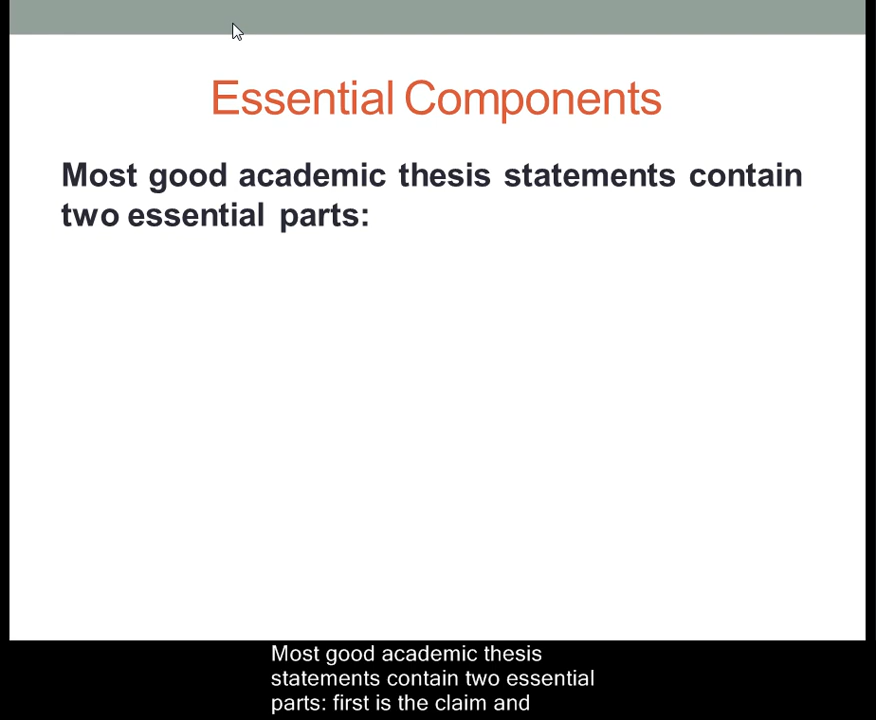 Essential Components
Most good academic thesis statements contain
two essential parts:
Most good academic thesis
statements contain two essential
parts: first is the claim and